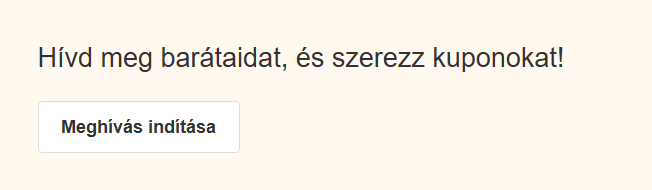 Hívd meg barátaidat, és szerezz kuponokat!
Meghívás indítása